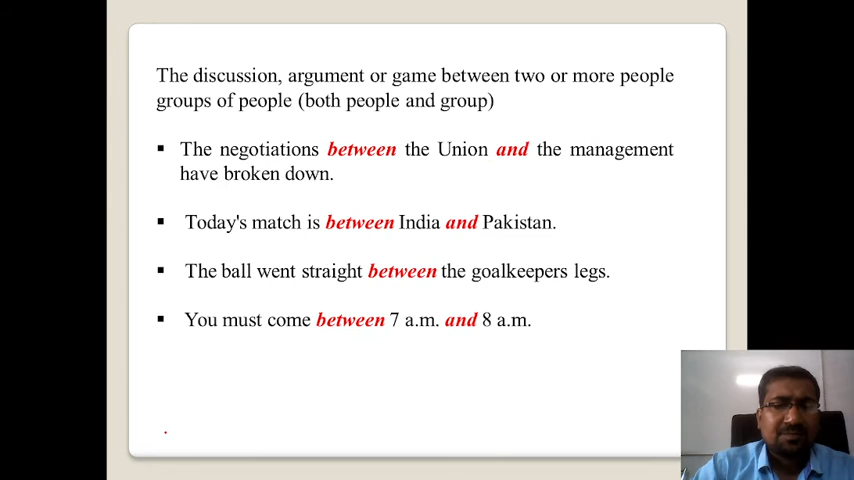 The discussion, argument or game between two or more people
groups of people (both people and group)
▪ The negotiations between the Union and the management
have broken down.
▪ Today's match is between India and Pakistan.
▪ The ball went straight between the goalkeepers legs.
▪ You must come between 7 a.m. and 8 a.m.